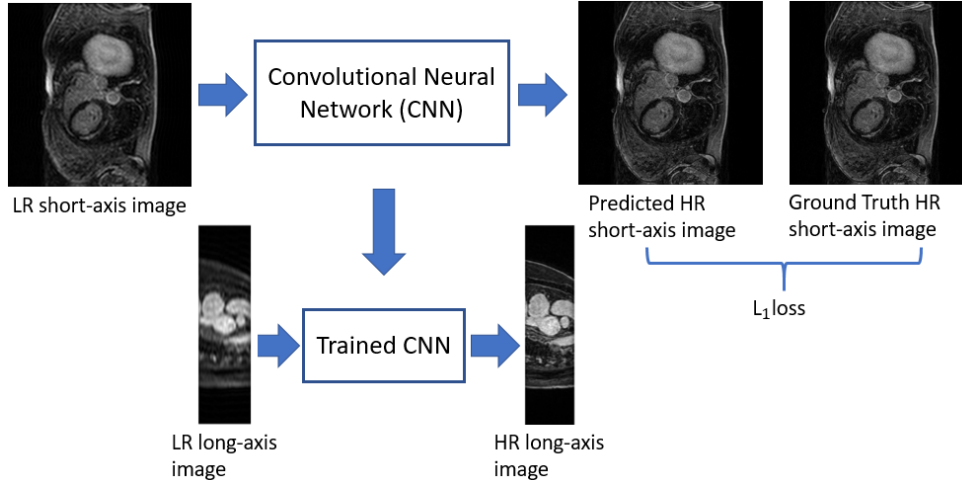 Convolutional Neural
Network (CNN)
LR short-axis image
Predicted HR
short-axis image
Ground Truth HR
short-axis image
L₁loss
Trained CNN
LR long-axis
image
HR long-axis
image